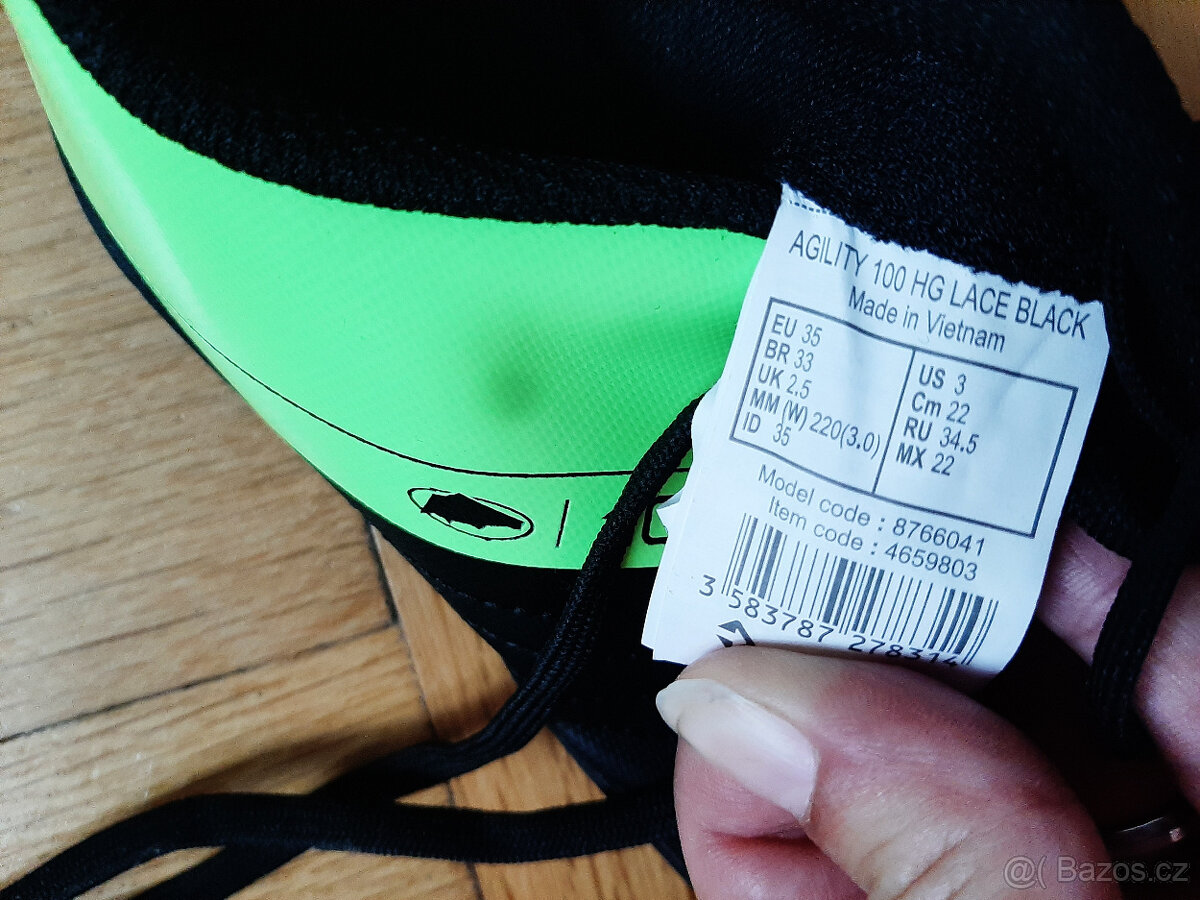 AGILITY 100 HG LACE BLACK
Made in Vietnam
EU 35
BR 33
UK 2.5
MM (W) 220(3.0)
ID 35
US 3
Cm 22
RU 34.5
MX 22
Model code : 8766041
Item code : 4659803
3 583787 278314
@( Bazos.cz